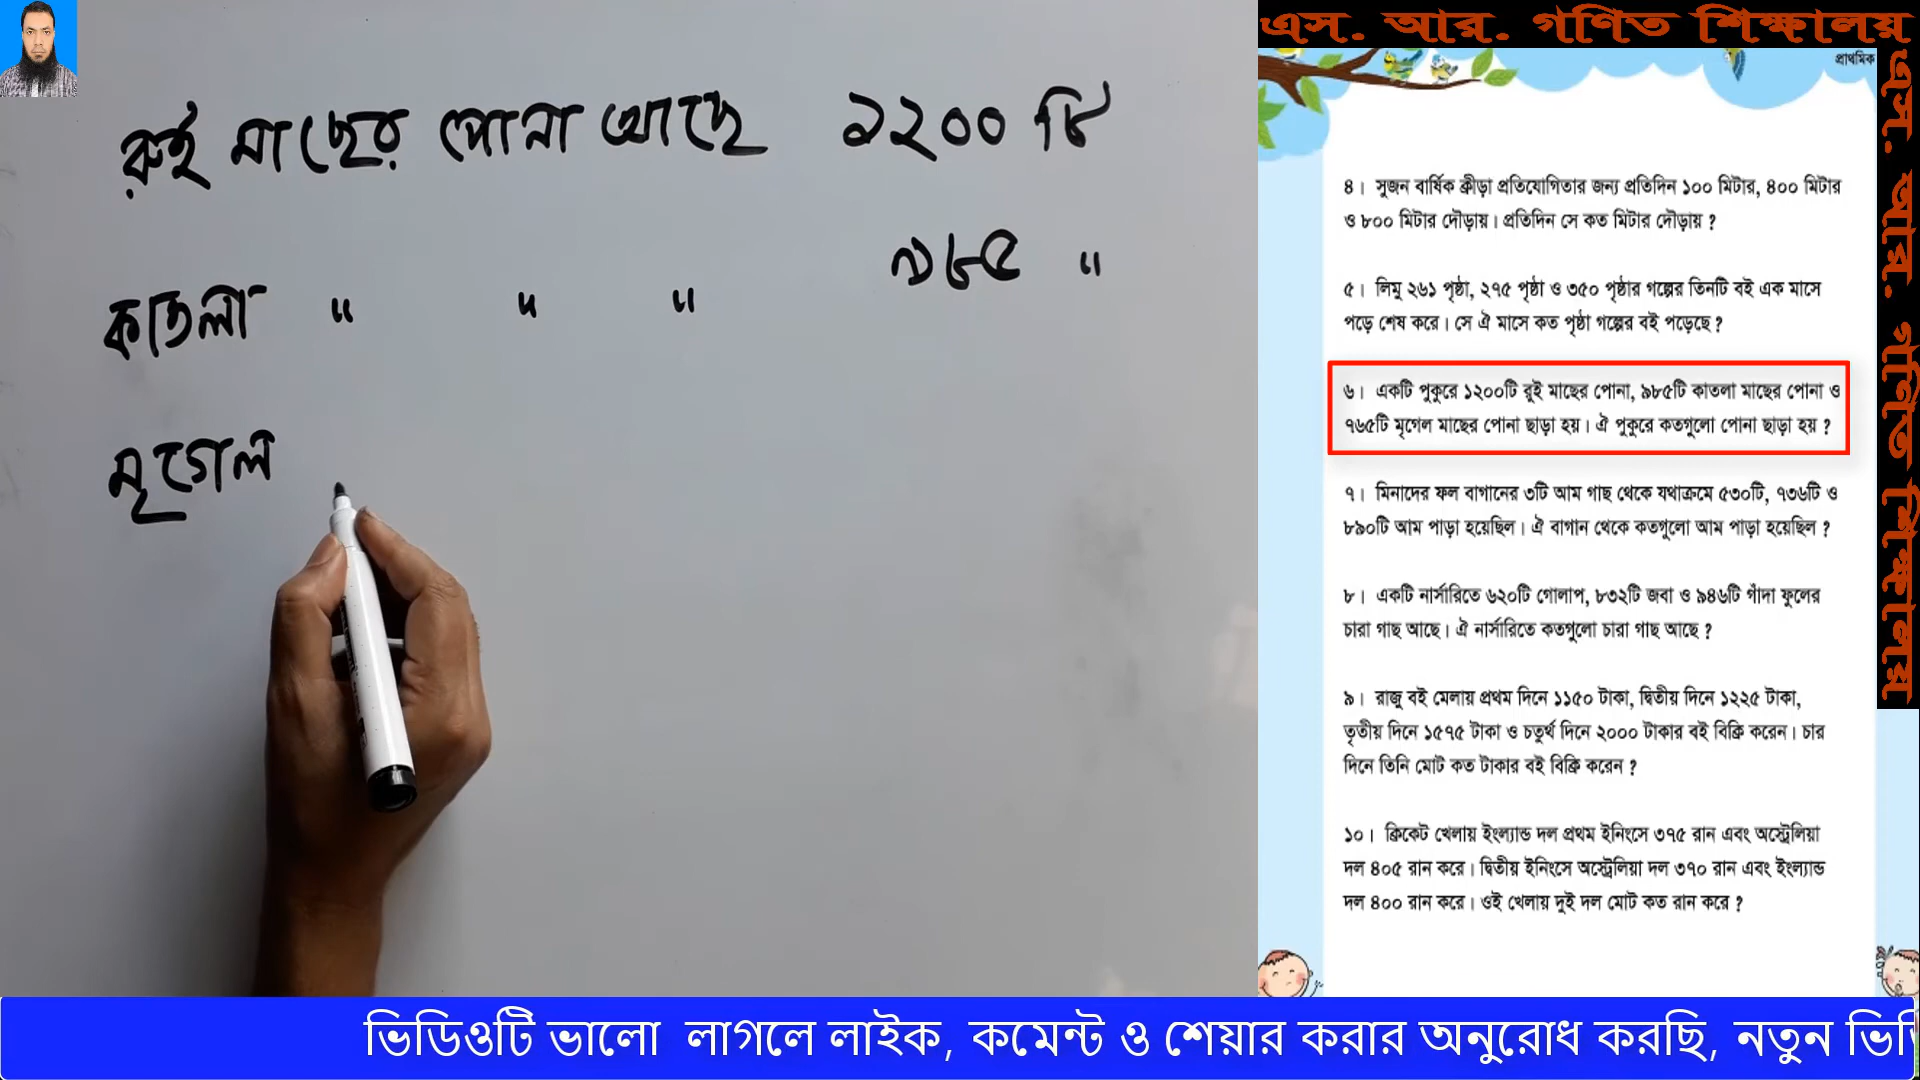 রুই মাছের পোনা আছে ১২০০ টি
কাতলা " " " ৯৮৫ "
মৃগেল
এস. আর. গণিত শিক্ষালয়
এস. আর. গণিত শিক্ষালয়
প্রাথমিক
৪। সুজন বার্ষিক ক্রীড়া প্রতিযোগিতার জন্য প্রতিদিন ১০০ মিটার, ৪০০ মিটার
ও ৮০০ মিটার দৌড়ায়। প্রতিদিন সে কত মিটার দৌড়ায় ?
৫। লিমু ২৬১ পৃষ্ঠা, ২৭৫ পৃষ্ঠা ও ৩৫০ পৃষ্ঠার গল্পের তিনটি বই এক মাসে
পড়ে শেষ করে। সে ঐ মাসে কত পৃষ্ঠা গল্পের বই পড়েছে ?
৬। একটি পুকুরে ১২০০টি রুই মাছের পোনা, ৯৮৫টি কাতলা মাছের পোনা ও
৭৬৫টি মৃগেল মাছের পোনা ছাড়া হয়। ঐ পুকুরে কতগুলো পোনা ছাড়া হয় ?
৭। মিনাদের ফল বাগানের ৩টি আম গাছ থেকে যথাক্রমে ৫৩০টি, ৭৩৬টি ও
৮৯০টি আম পাড়া হয়েছিল। ঐ বাগান থেকে কতগুলো আম পাড়া হয়েছিল ?
৮। একটি নার্সারিতে ৬২০টি গোলাপ, ৮৩২টি জবা ও ৯৪৬টি গাঁদা ফুলের
চারা গাছ আছে। ঐ নার্সারিতে কতগুলো চারা গাছ আছে ?
৯। রাজু বই মেলায় প্রথম দিনে ১১৫০ টাকা, দ্বিতীয় দিনে ১২২৫ টাকা,
তৃতীয় দিনে ১৫৭৫ টাকা ও চতুর্থ দিনে ২০০০ টাকার বই বিক্রি করেন। চার
দিনে তিনি মোট কত টাকার বই বিক্রি করেন ?
১০। ক্রিকেট খেলায় ইংল্যান্ড দল প্রথম ইনিংসে ৩৭৫ রান এবং অস্ট্রেলিয়া
দল ৪০৫ রান করে। দ্বিতীয় ইনিংসে অস্ট্রেলিয়া দল ৩৭০ রান এবং ইংল্যান্ড
দল ৪০০ রান করে। ওই খেলায় দুই দল মোট কত রান করে ?
ভিডিওটি ভালো লাগলে লাইক, কমেন্ট ও শেয়ার করার অনুরোধ করছি, নতুন